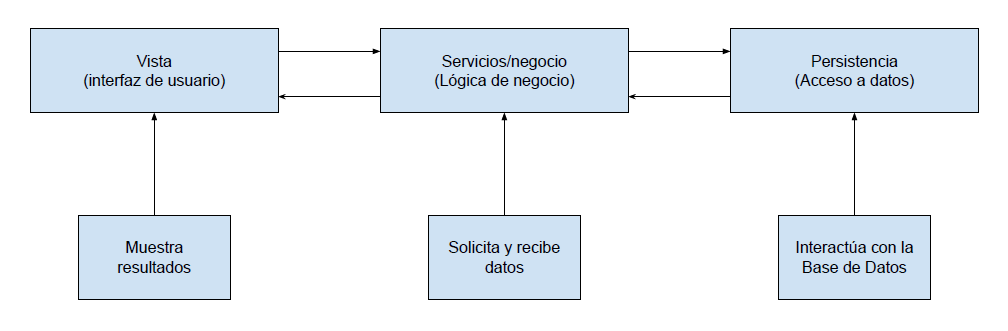 Vista
(interfaz de usuario)
Servicios/negocio
(Lógica de negocio)
Persistencia
(Acceso a datos)
Muestra
resultados
Solicita y recibe
datos
Interactúa con la
Base de Datos